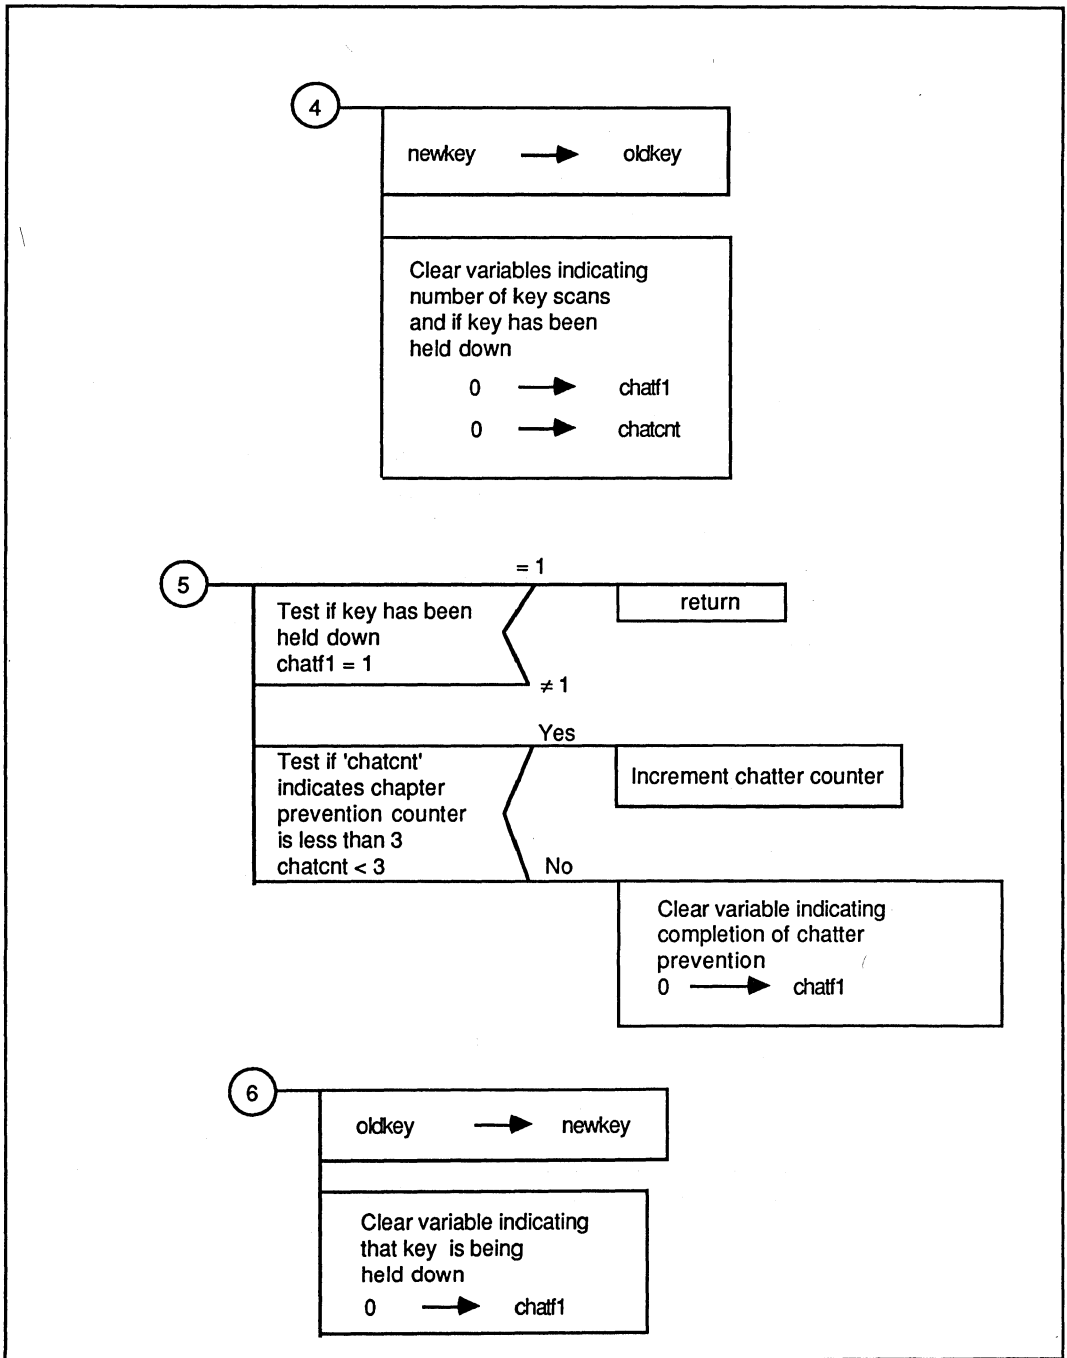 4
newkey → oldkey
Clear variables indicating
number of key scans
and if key has been
held down
0 → chatf1
0 → chatcnt
5
= 1
Test if key has been
held down
chatf1 = 1
return
≠ 1
Yes
Test if 'chatcnt'
indicates chapter
prevention counter
is less than 3
chatcnt < 3
Increment chatter counter
No
Clear variable indicating
completion of chatter
prevention
0 → chatf1
6
oldkey → newkey
Clear variable indicating
that key is being
held down
0 → chatf1